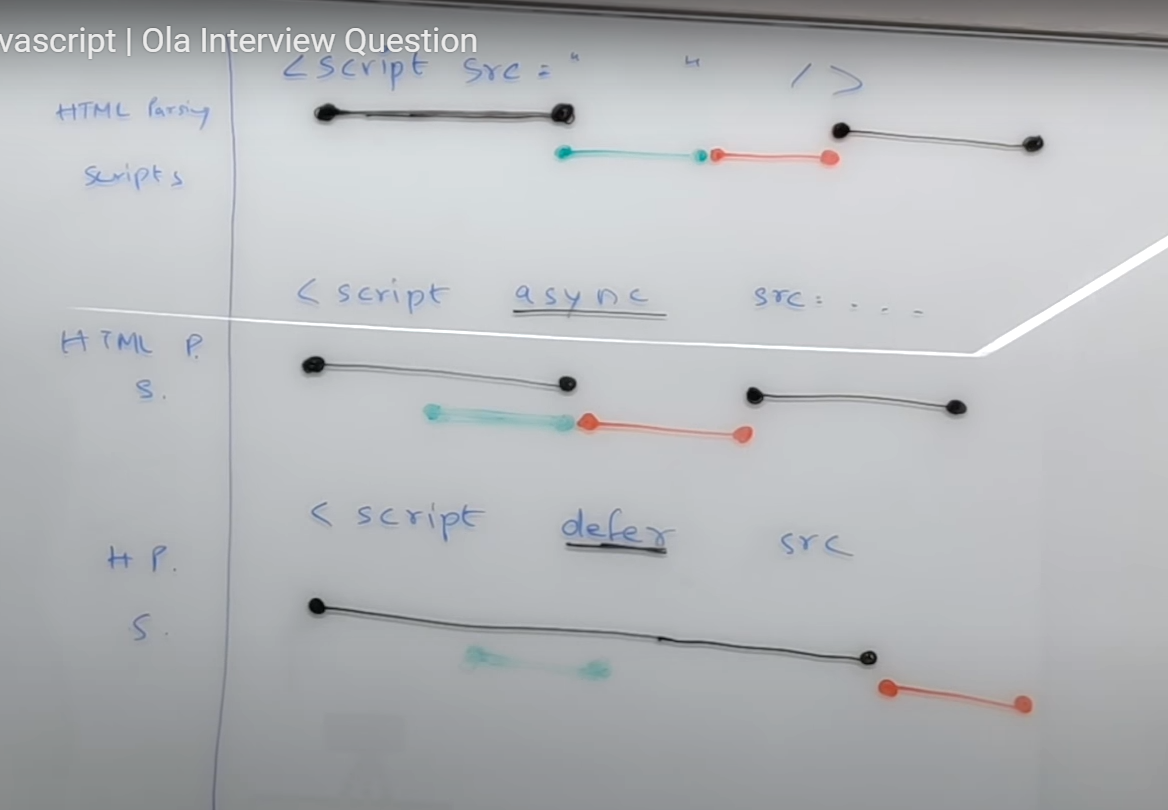 vascript | Ola Interview Question
<script src = " " />
HTML Parsing
Scripts
< script async src: . . . .
HTML P.
S.
< script defer src
H P.
S.